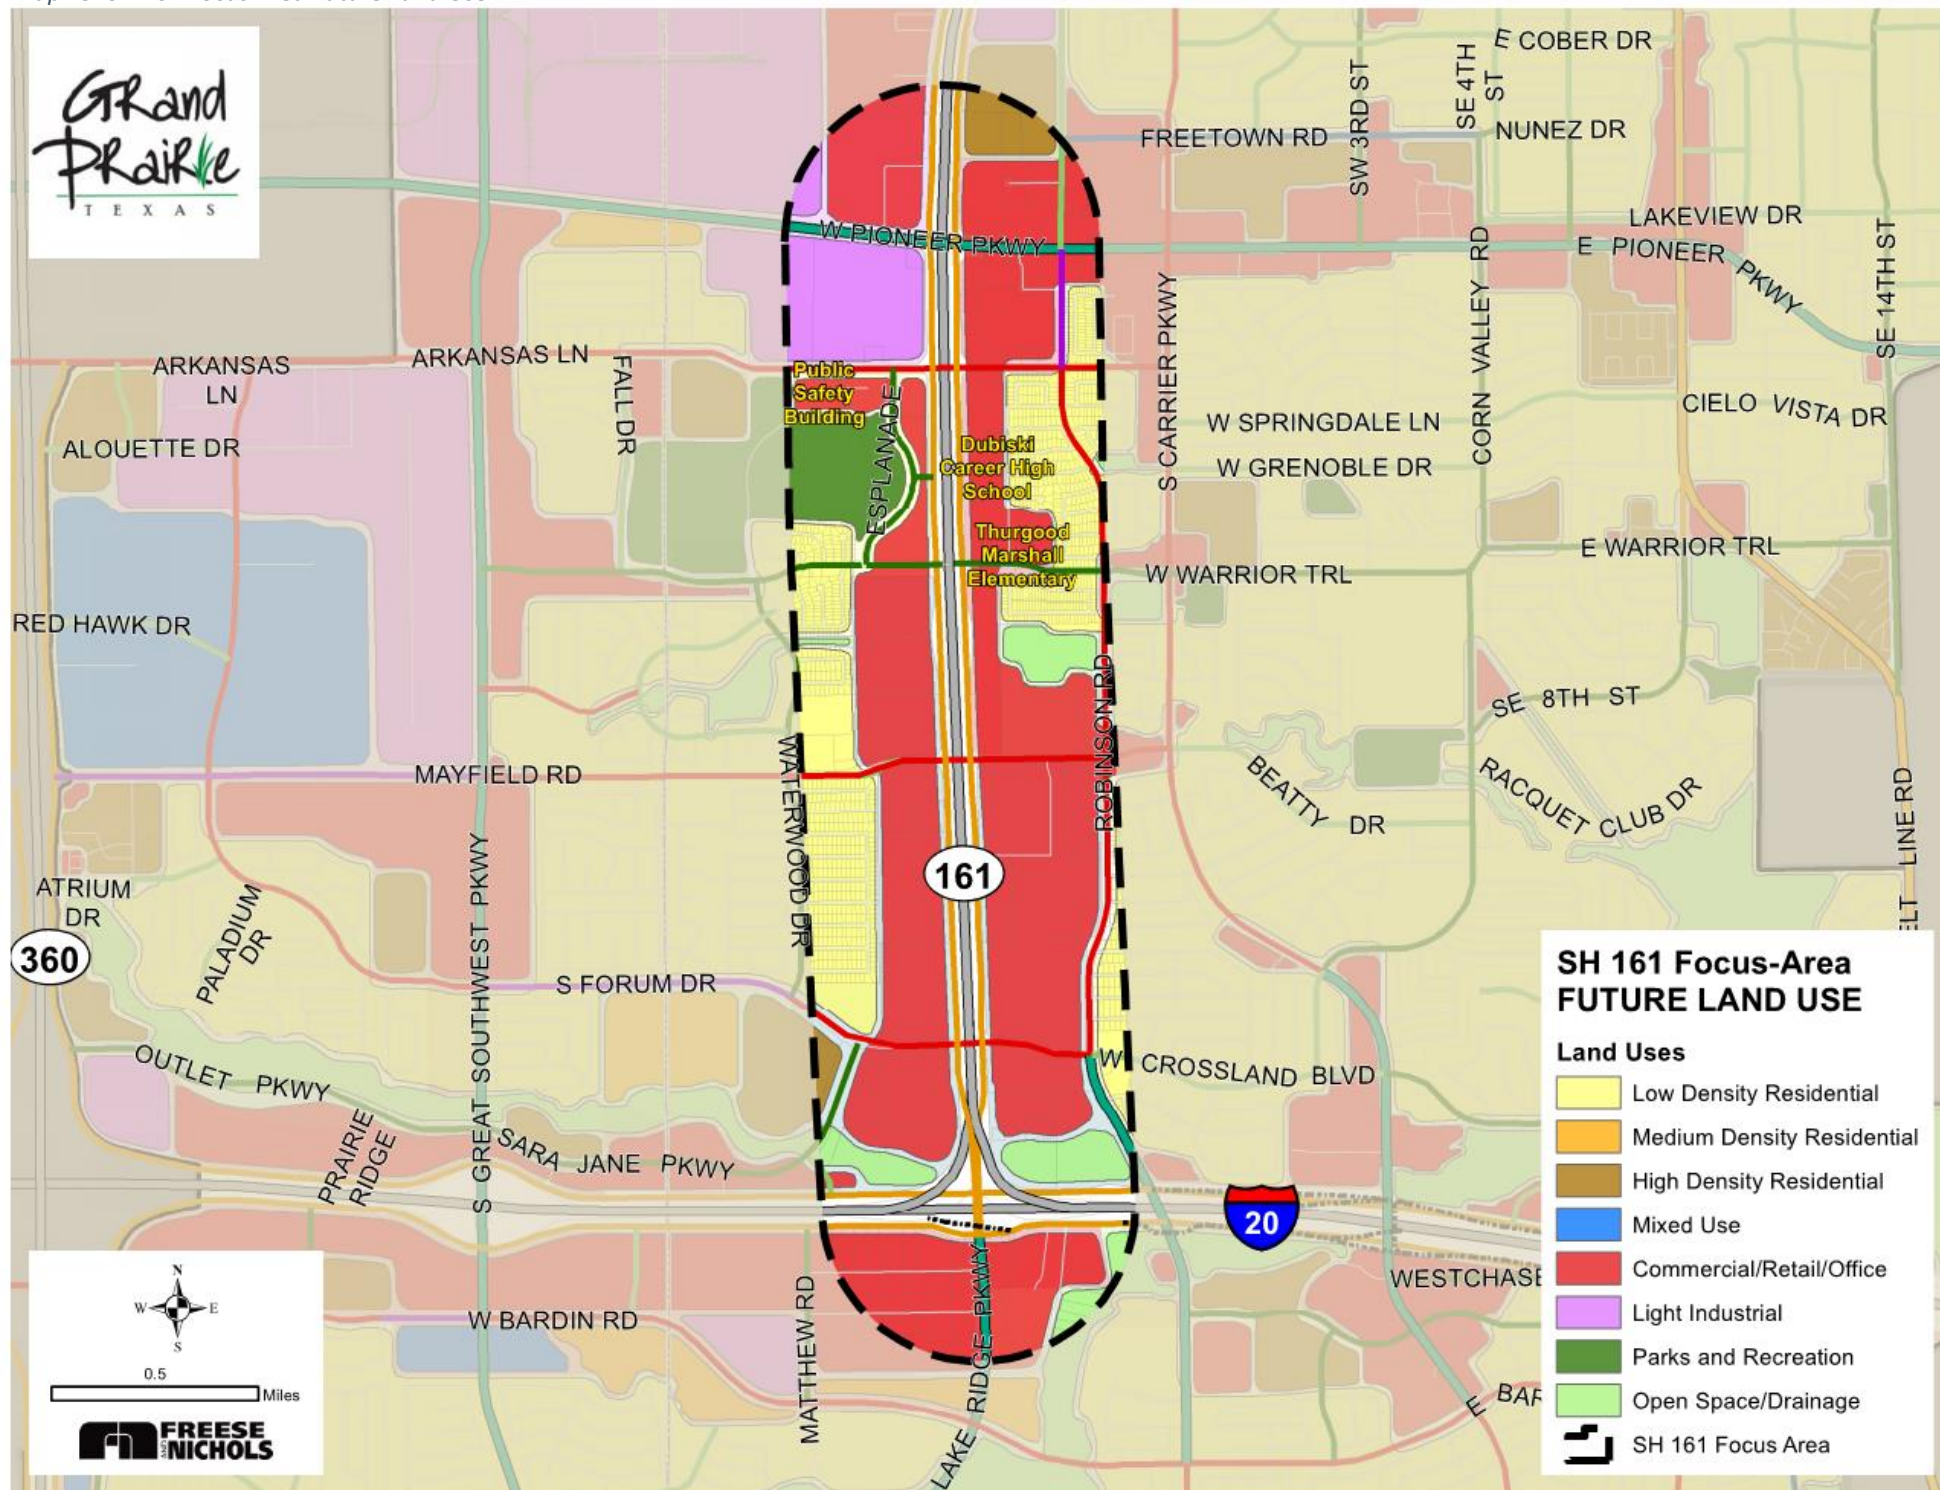 Grand
Prairie
TEXAS
E COBER DR
SE 4TH
ST
SW 3RD ST
FREETOWN RD
NUNEZ DR
LAKEVIEW DR
W PIONEER PKWY
E PIONEER PKWY
SE 14TH ST
CORN VALLEY RD
S CARRIER PKWY
ARKANSAS
LN
ARKANSAS LN
FALL DR
Public
Safety
Building
ESPLANADE
ALOUETTE DR
Dubiski
Career High
School
W SPRINGDALE LN
CIELO VISTA DR
W GRENOBLE DR
Thurgood
Marshall
Elementary
W WARRIOR TRL
E WARRIOR TRL
RED HAWK DR
ROBINSON RD
SE 8TH ST
WATERWOOD DR
MAYFIELD RD
BEATTY DR
RACQUET CLUB DR
LINE RD
161
ATRIUM
DR
PALADIUM
DR
S GREAT SOUTHWEST PKWY
360
S FORUM DR
OUTLET PKWY
W CROSSLAND BLVD
PRAIRIE
RIDGE
SARA JANE PKWY
20
WESTCHASE
W BARDIN RD
MATTHEW RD
LAKE RIDGE PKWY
E BAR
N
W E
S
0.5
Miles
FREESE
AND
NICHOLS
SH 161 Focus-Area
FUTURE LAND USE
Land Uses
Low Density Residential
Medium Density Residential
High Density Residential
Mixed Use
Commercial/Retail/Office
Light Industrial
Parks and Recreation
Open Space/Drainage
SH 161 Focus Area